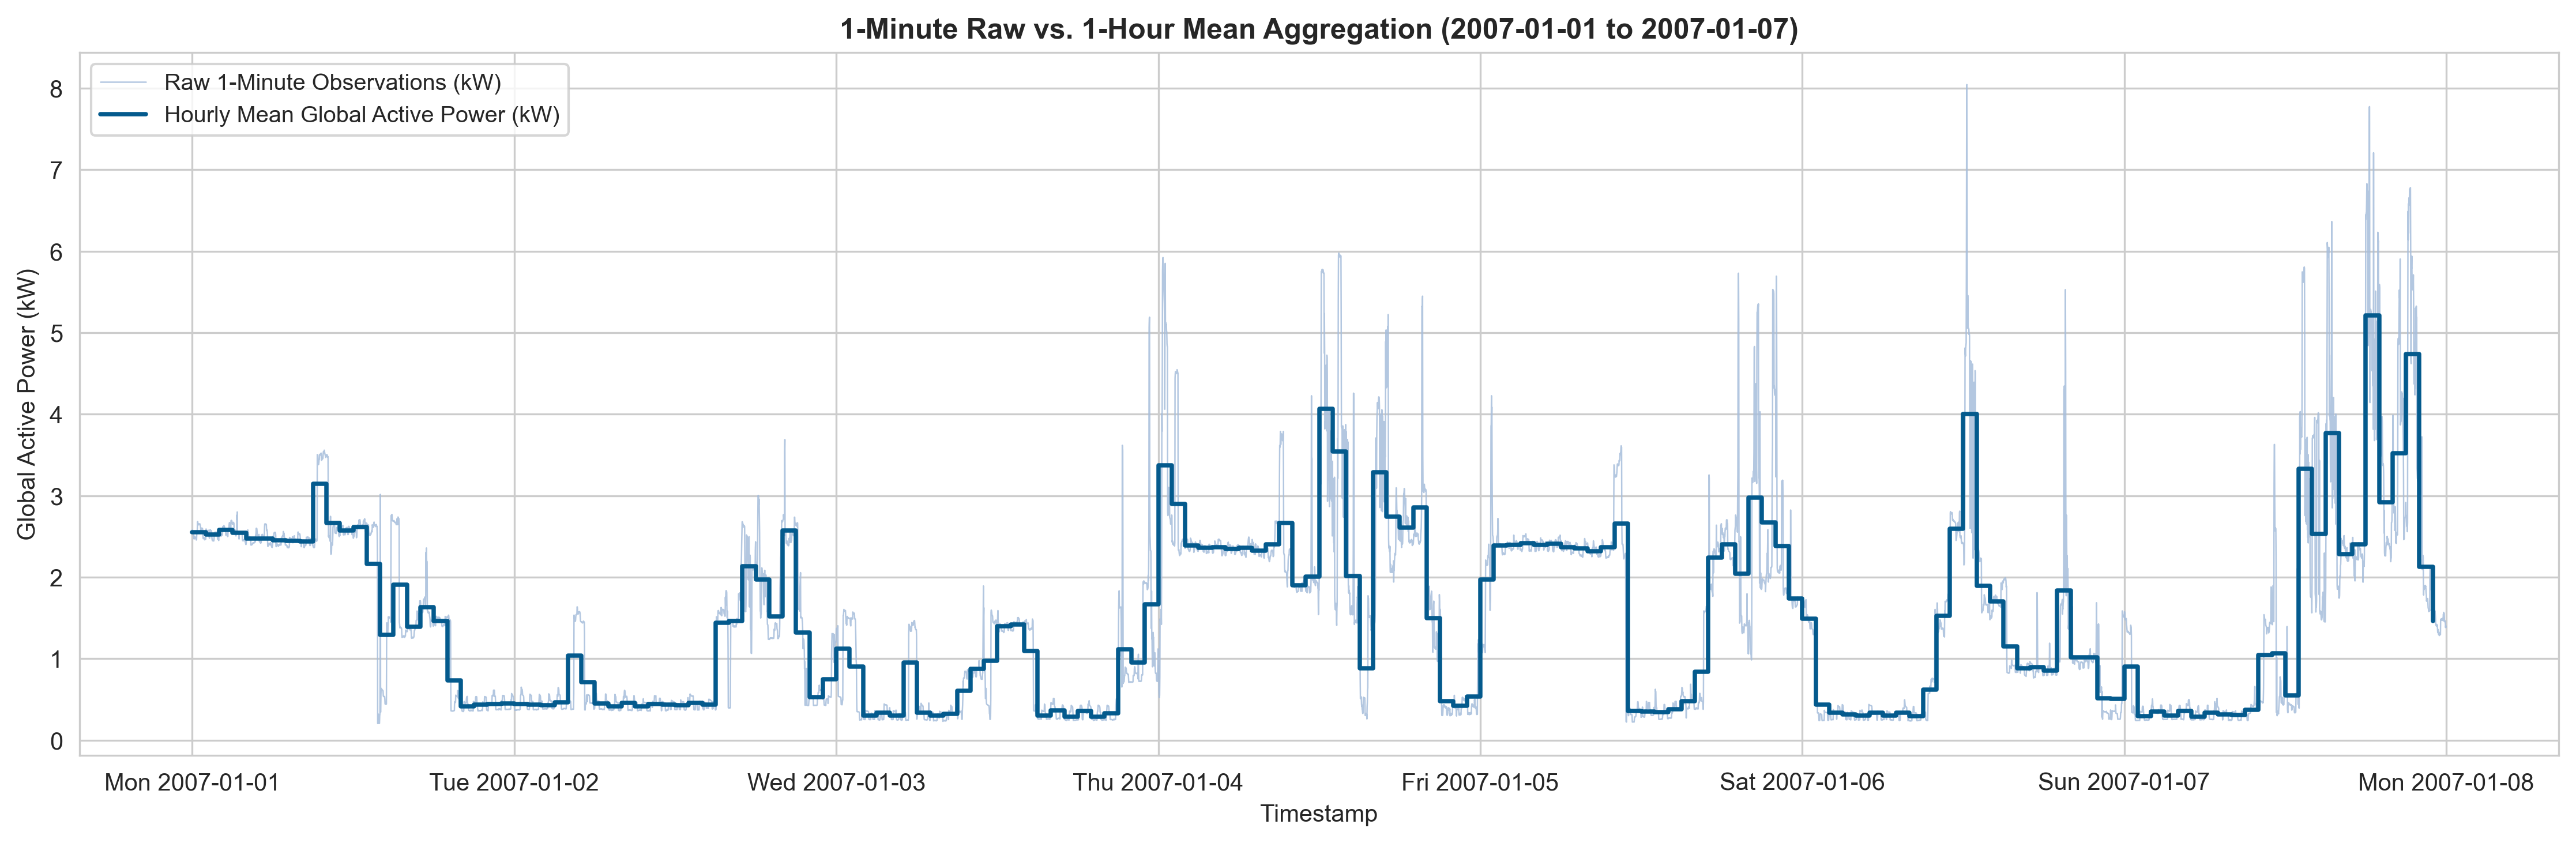 1-Minute Raw vs. 1-Hour Mean Aggregation (2007-01-01 to 2007-01-07)
Raw 1-Minute Observations (kW)
Hourly Mean Global Active Power (kW)
Global Active Power (kW)
8
7
6
5
4
3
2
1
0
Mon 2007-01-01
Tue 2007-01-02
Wed 2007-01-03
Thu 2007-01-04
Fri 2007-01-05
Sat 2007-01-06
Sun 2007-01-07
Mon 2007-01-08
Timestamp